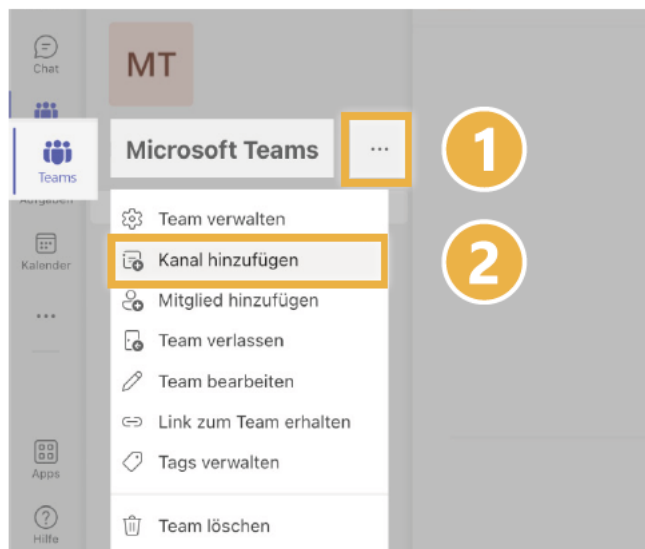 Chat
Teams
Aufgaben
Kalender
...
Apps
Hilfe
MT
Microsoft Teams ...
1
Team verwalten
Kanal hinzufügen
2
Mitglied hinzufügen
Team verlassen
Team bearbeiten
Link zum Team erhalten
Tags verwalten
Team löschen